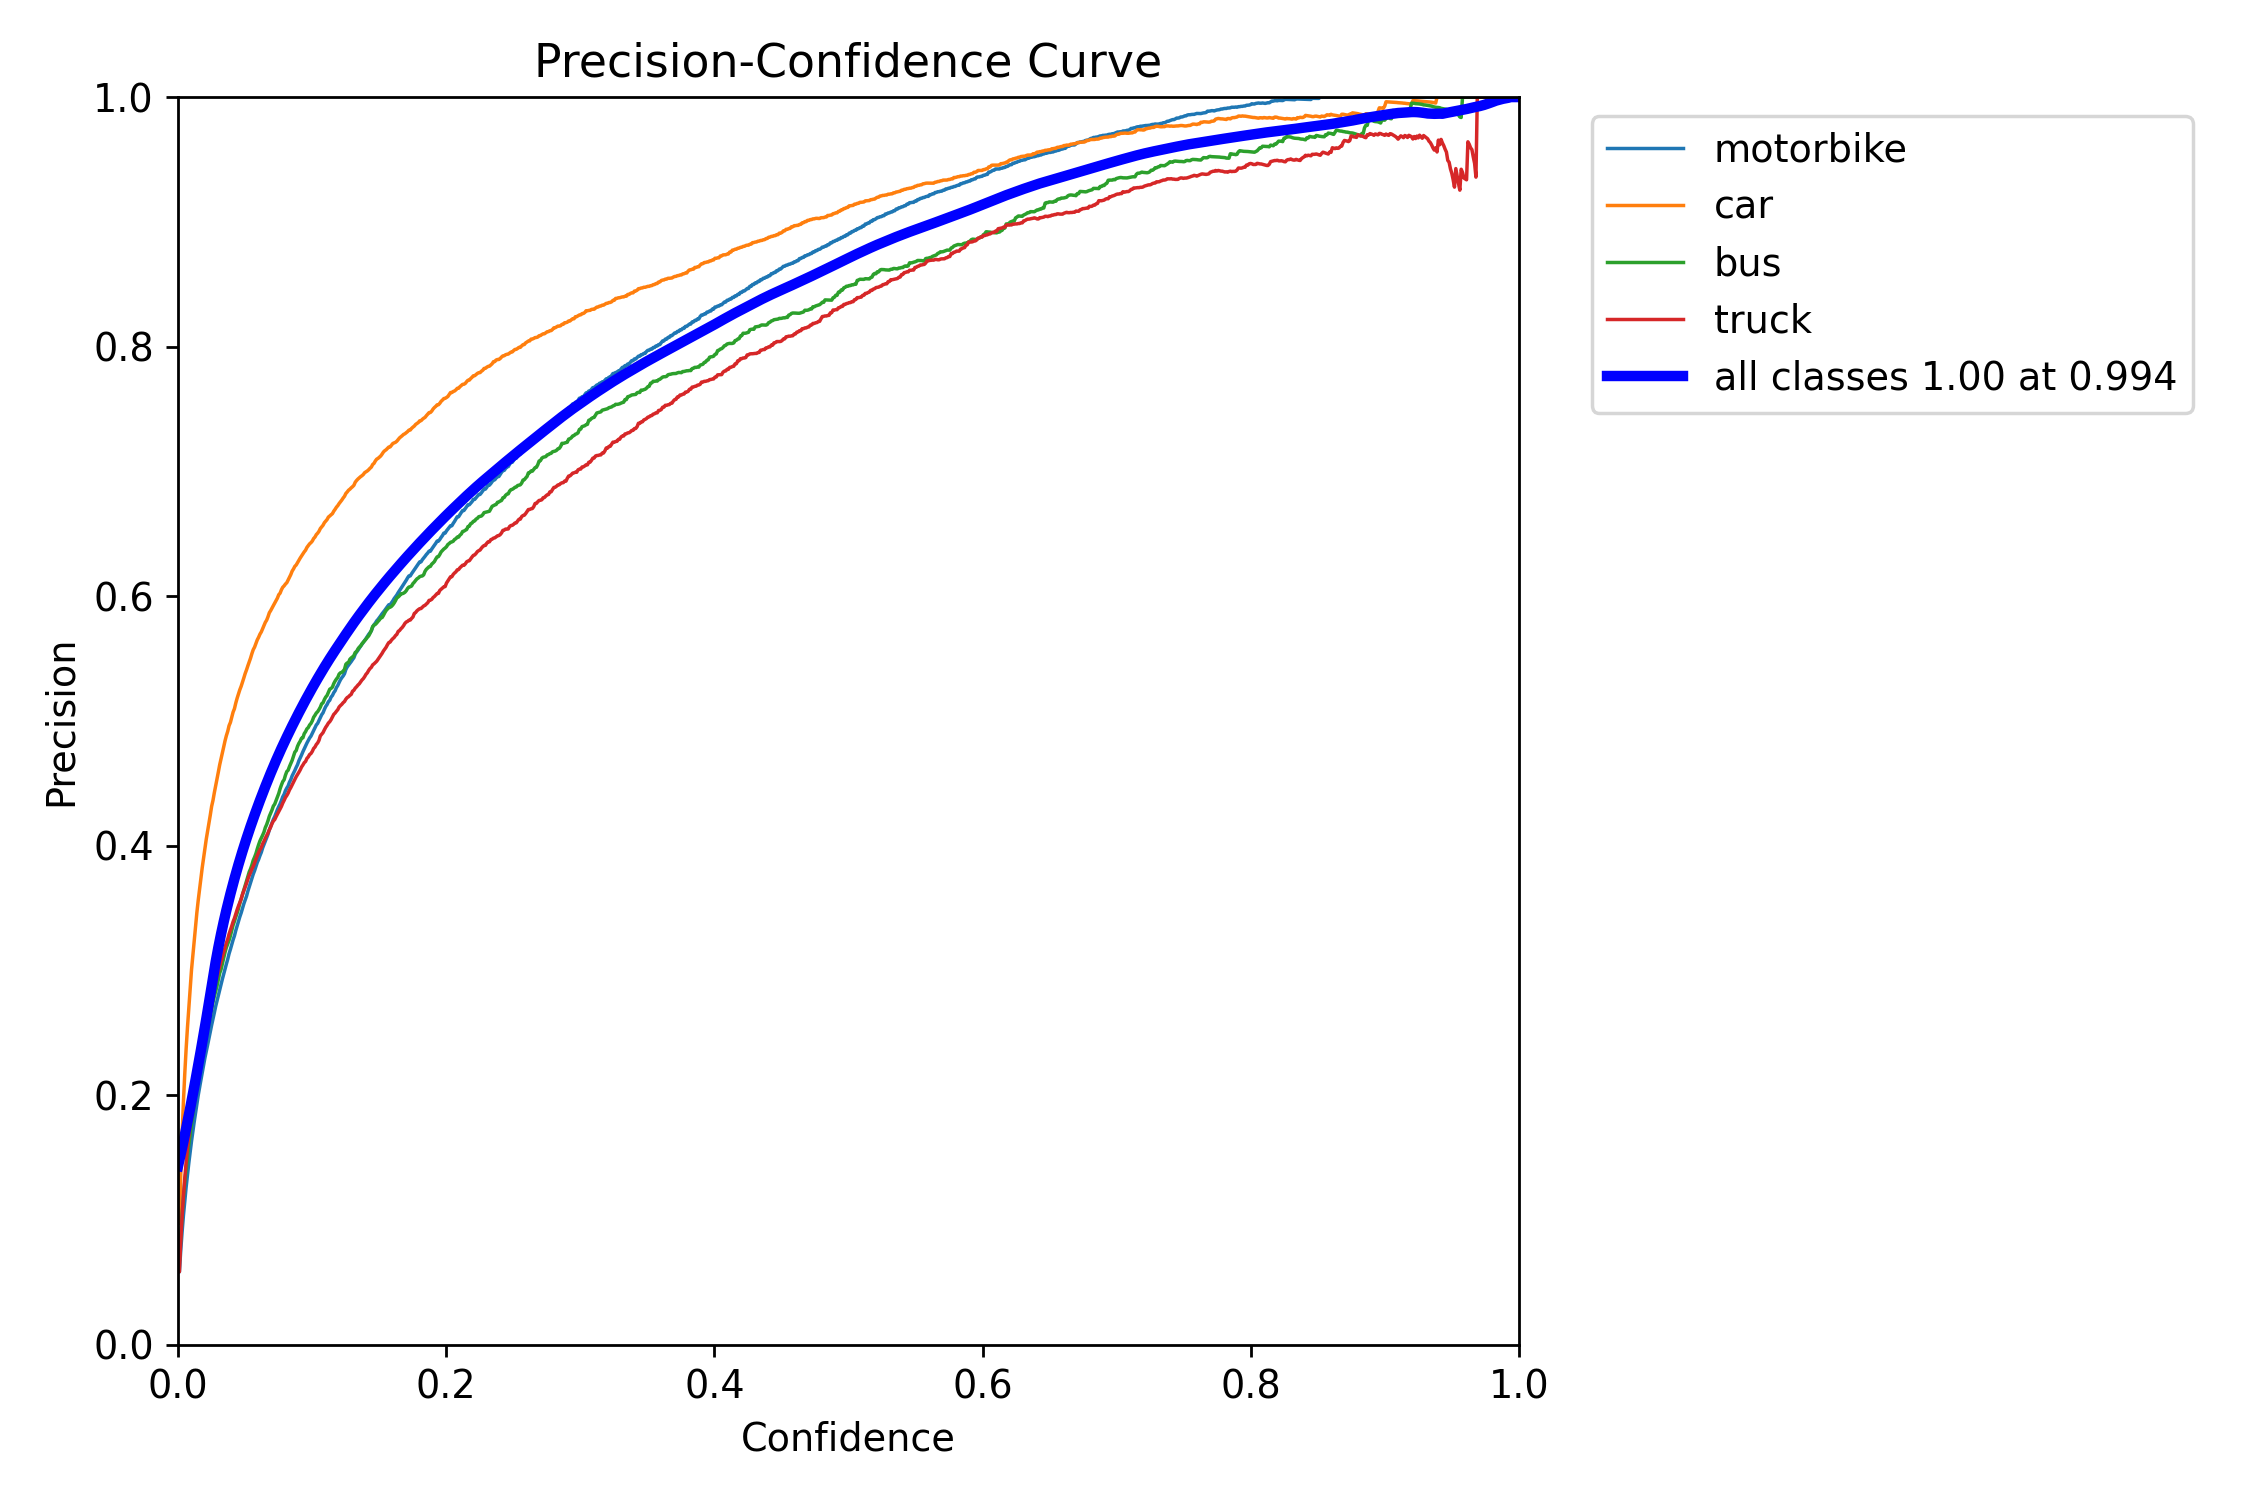 Precision-Confidence Curve
1.0
0.8
0.6
0.4
0.2
0.0
Precision
0.0 0.2 0.4 0.6 0.8 1.0
Confidence
motorbike
car
bus
truck
all classes 1.00 at 0.994